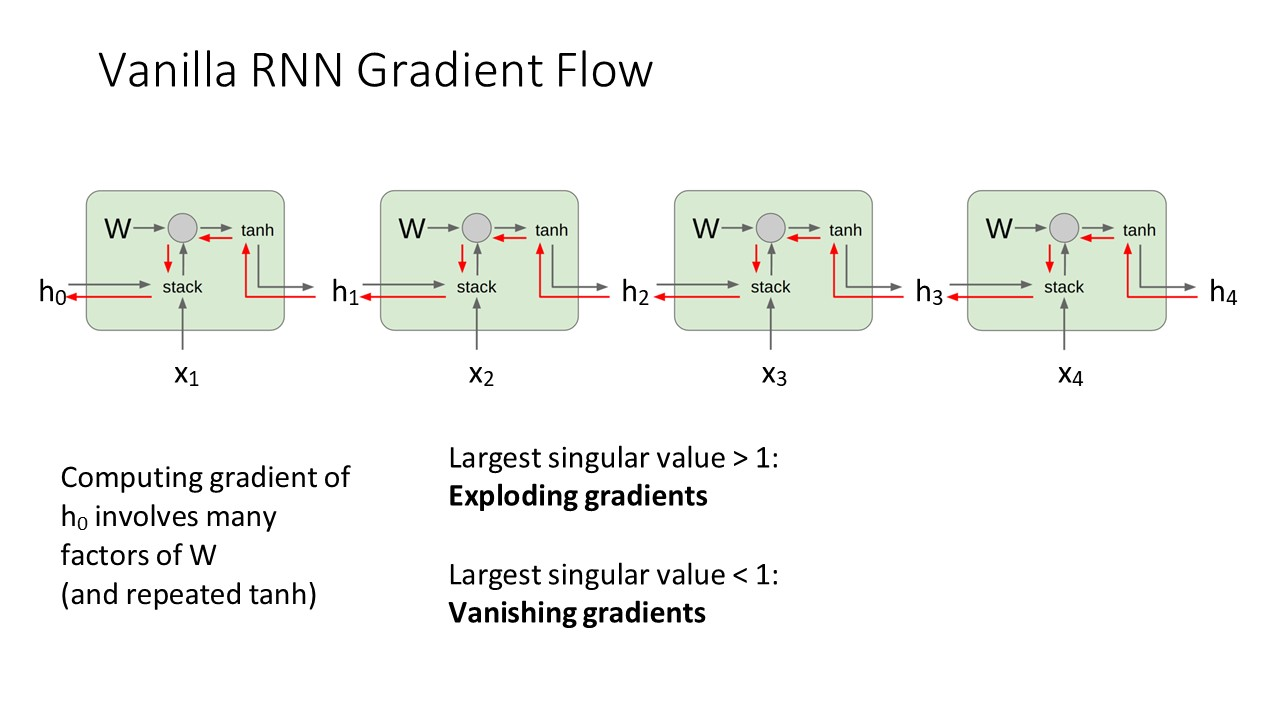 Vanilla RNN Gradient Flow
W tanh W tanh W tanh W tanh
h₀ stack h₁ stack h₂ stack h₃ stack h₄
x₁ x₂ x₃ x₄
Computing gradient of
h₀ involves many
factors of W
(and repeated tanh)
Largest singular value > 1:
Exploding gradients
Largest singular value < 1:
Vanishing gradients